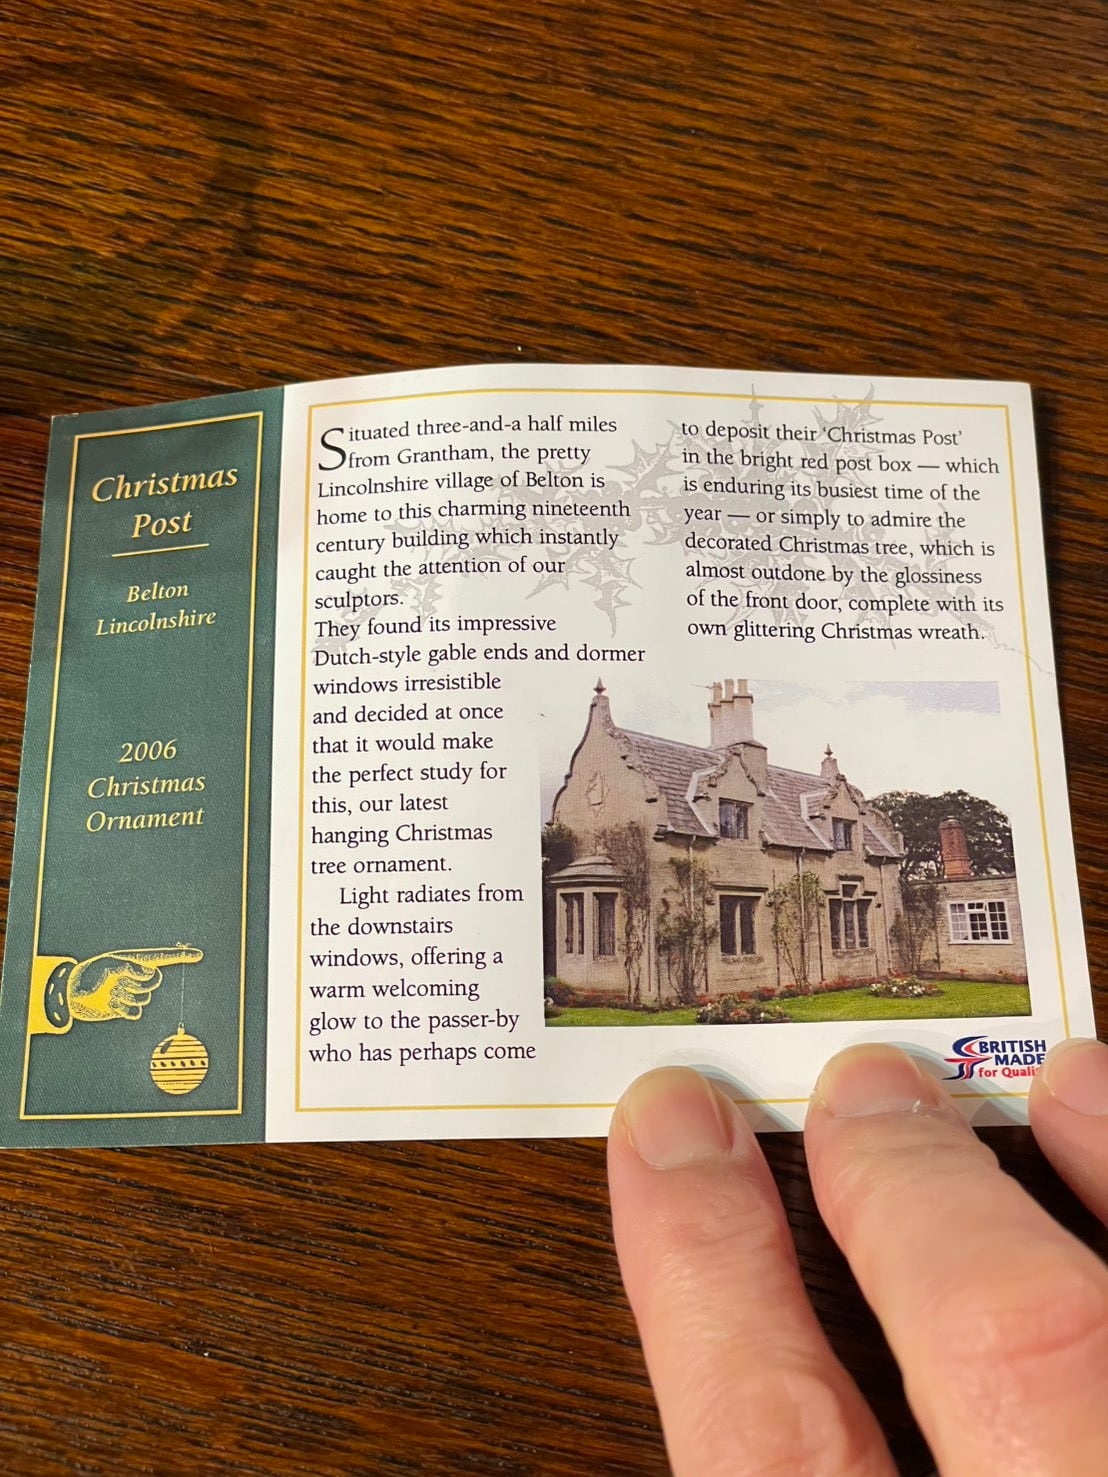 Christmas
Post
Belton
Lincolnshire
2006
Christmas
Ornament
Situated three-and-a half miles
from Grantham, the pretty
Lincolnshire village of Belton is
home to this charming nineteenth
century building which instantly
caught the attention of our
sculptors.
They found its impressive
Dutch-style gable ends and dormer
windows irresistible
and decided at once
that it would make
the perfect study for
this, our latest
hanging Christmas
tree ornament.
Light radiates from
the downstairs
windows, offering a
warm welcoming
glow to the passer-by
who has perhaps come
to deposit their 'Christmas Post'
in the bright red post box — which
is enduring its busiest time of the
year — or simply to admire the
decorated Christmas tree, which is
almost outdone by the glossiness
of the front door, complete with its
own glittering Christmas wreath.
BRITISH
MADE
for